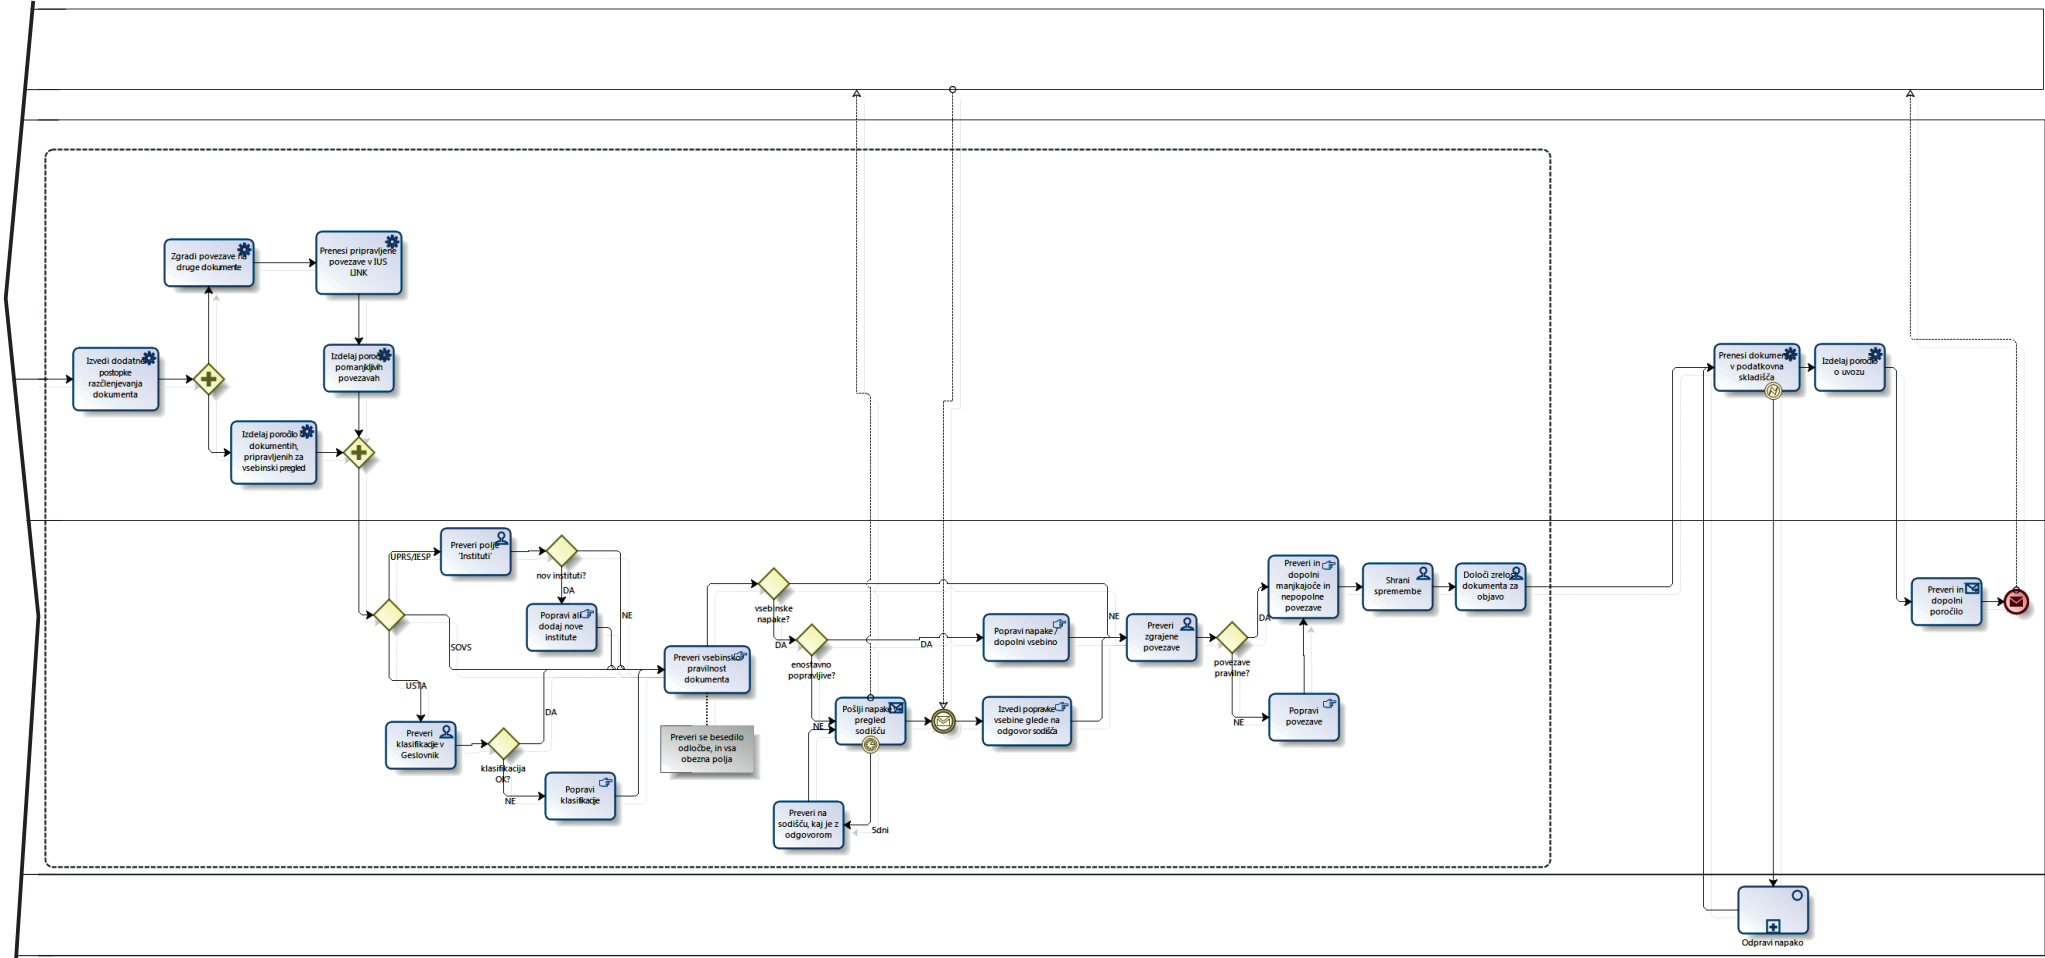 Zgradi povezave na
druge dokumente
Prenesi pripravljene
povezave v IUS
LINK
Izvedi dodatne
postopke
razčlenjevanja
dokumenta
Izdelaj
pomanjkljivih
povezavah
Izdelaj poročilo
dokumentih,
pripravljenih za
vsebinski pregled
Prenesi dokument
v podatkovna
skladišča
Izdelaj poročilo
o uvozu
UPRS/IESP
Preveri polje
'Instituti'
nov instituti?
DA
NE
Popravi ali
dodaj nove
institute
SOVS
USTA
Preveri
klasifikacije v
Geslovnik
klasifikacija
OK?
DA
NE
Popravi
klasifikacije
Preveri vsebinsko
pravilnost
dokumenta
Preveri se besedilo
odločbe, in vsa
obezna polja
vsebinske
napake?
DA
NE
enostavno
popravljive?
DA
NE
Popravi napake /
dopolni vsebino
Pošlji napake
pregled
sodišču
5dni
Preveri na
sodišču, kaj je z
odgovorom
Izvedi popravke
vsebine glede na
odgovor sodišča
Preveri
zgrajene
povezave
povezave
pravilne?
DA
NE
Popravi
povezave
Preveri in
dopolni
manjkajoče in
nepopolne
povezave
Shrani
spremembe
Določi zrelost
dokumenta za
objavo
Preveri in
dopolni
poročilo
Odpravi napako